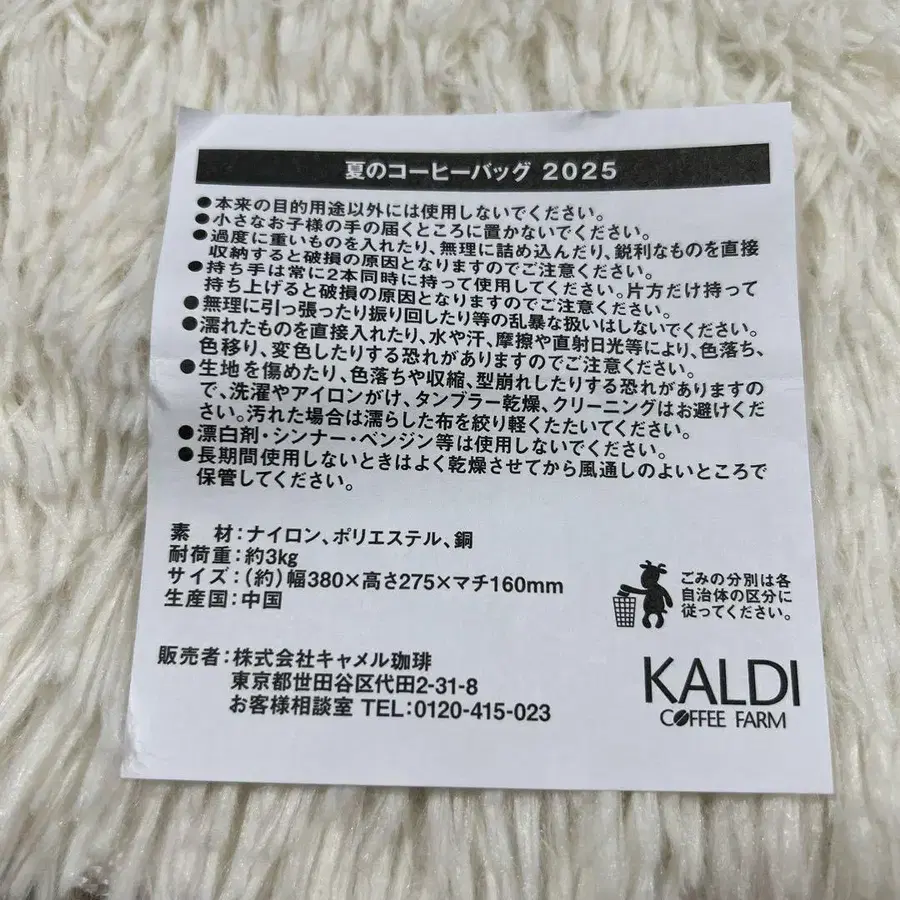 夏のコーヒーバッグ 2025
●本来の目的用途以外には使用しないでください。
●小さなお子様の手の届くところに置かないでください。
●過度に重いものを入れたり、無理に詰め込んだり、鋭利なものを直接
収納すると破損の原因となりますのでご注意ください。
●持ち手は常に2本同時に持って使用してください。片方だけ持って
持ち上げると破損の原因となりますのでご注意ください。
●無理に引っ張ったり振り回したり等の乱暴な扱いはしないでください。
●濡れたものを直接入れたり、水や汗、摩擦や直射日光等により、色落ち、
色移り、変色したりする恐れがありますのでご注意ください。
●生地を傷めたり、色落ちや収縮、型崩れしたりする恐れがありますの
で、洗濯やアイロンがけ、タンブラー乾燥、クリーニングはお避けくだ
さい。汚れた場合は濡らした布を絞り軽くたたいてください。
●漂白剤・シンナー・ベンジン等は使用しないでください。
●長期間使用しないときはよく乾燥させてから風通しのよいところで
保管してください。
素 材:ナイロン、ポリエステル、銅
耐荷重:約3kg
サイズ:(約)幅380×高さ275×マチ160mm
生産国:中国
ごみの分別は各
自治体の区分に
従ってください。
販売者:株式会社キャメル珈琲
東京都世田谷区代田2-31-8
お客様相談室 TEL:0120-415-023
KALDI
COFFEE FARM